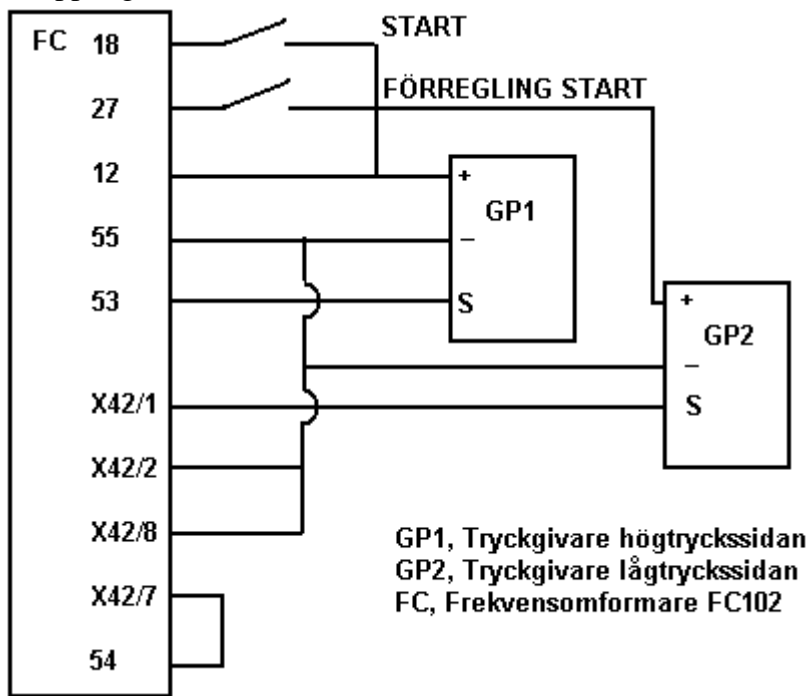 FC 18
START
27
FÖRREGLING START
12
+
GP1
55
−
53
S
+
GP2
−
X42/1
S
X42/2
X42/8
GP1, Tryckgivare högtryckssidan
GP2, Tryckgivare lågtryckssidan
FC, Frekvensomformare FC102
X42/7
54